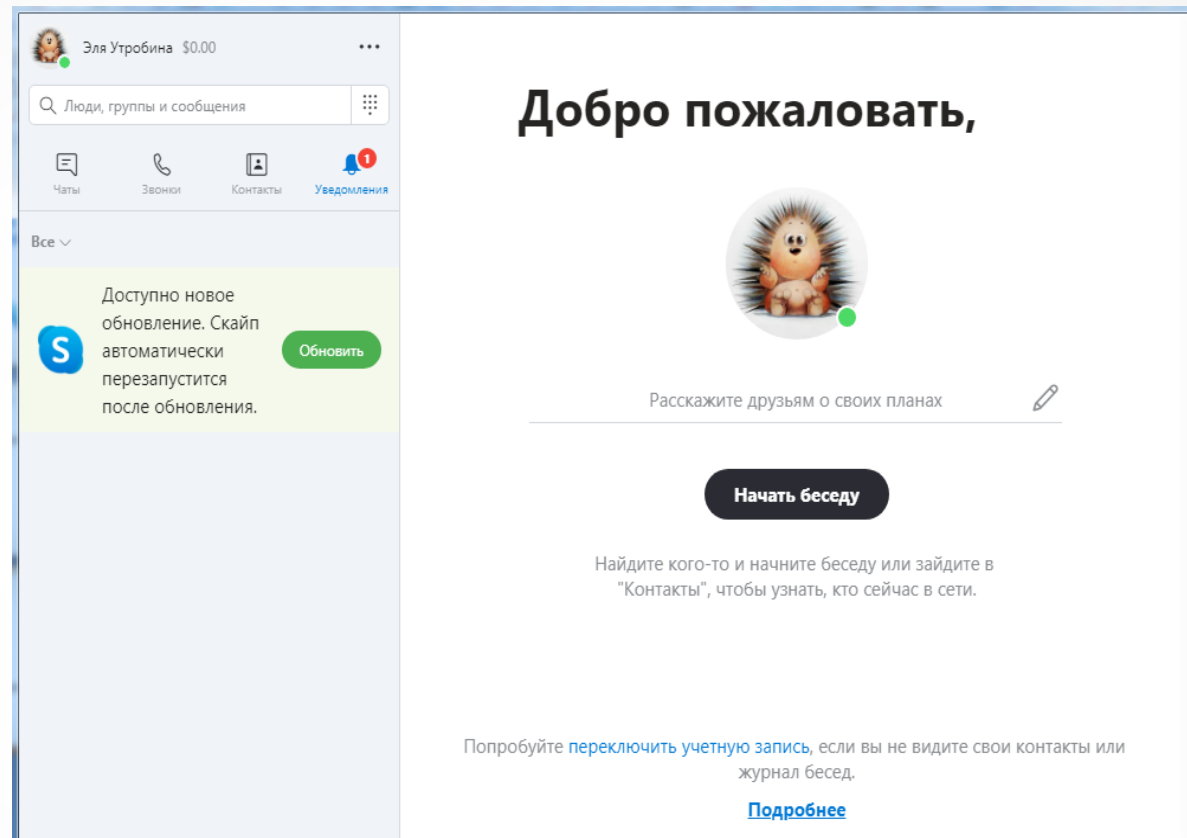 Эля Утробина $0.00
Люди, группы и сообщения
Чаты Звонки Контакты Уведомления 1
Все
Доступно новое
обновление. Скайп
автоматически
перезапустится
после обновления.
Обновить
Добро пожаловать,
Расскажите друзьям о своих планах
Начать беседу
Найдите кого-то и начните беседу или зайдите в
"Контакты", чтобы узнать, кто сейчас в сети.
Попробуйте переключить учетную запись, если вы не видите свои контакты или
журнал бесед.
Подробнее